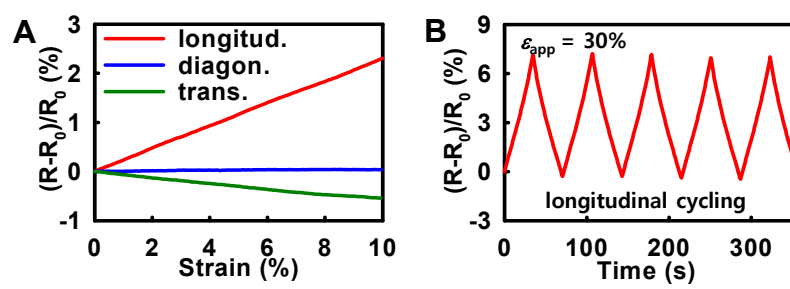 A
(R-R₀)/R₀ (%)
3
2
1
0
-1
longitud.
diagon.
trans.
0 2 4 6 8 10
Strain (%)
B
(R-R₀)/R₀ (%)
9
6
3
0
-3
εapp = 30%
longitudinal cycling
0 100 200 300
Time (s)